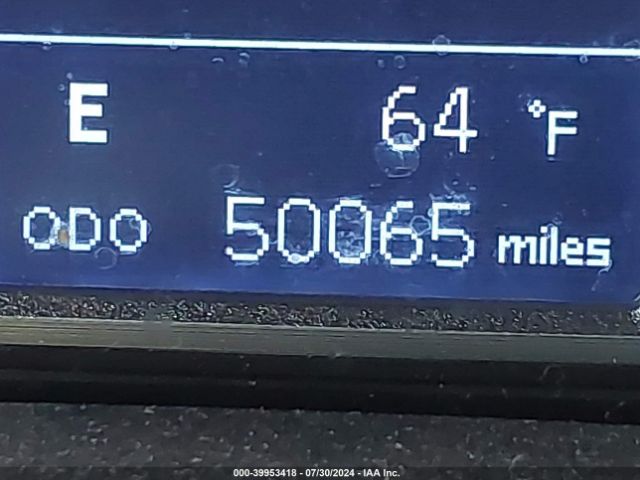 E 64 °F
ODO 50065 miles
000-39953418 - 07/30/2024 - IAA Inc.